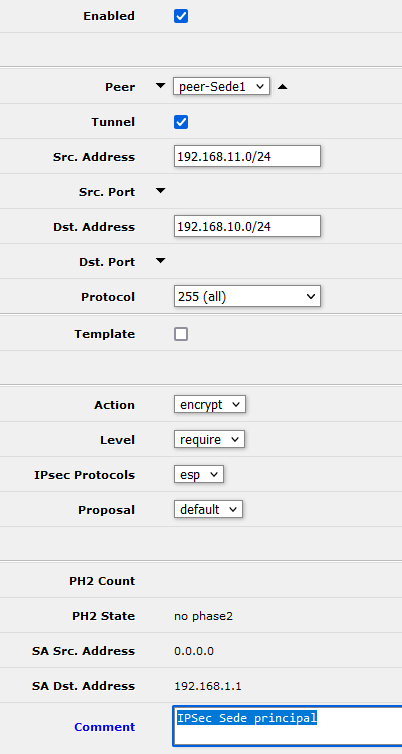 Enabled
Peer peer-Sede1
Tunnel
Src. Address 192.168.11.0/24
Src. Port
Dst. Address 192.168.10.0/24
Dst. Port
Protocol 255 (all)
Template
Action encrypt
Level require
IPsec Protocols esp
Proposal default
PH2 Count
PH2 State no phase2
SA Src. Address 0.0.0.0
SA Dst. Address 192.168.1.1
Comment IPSec Sede principal